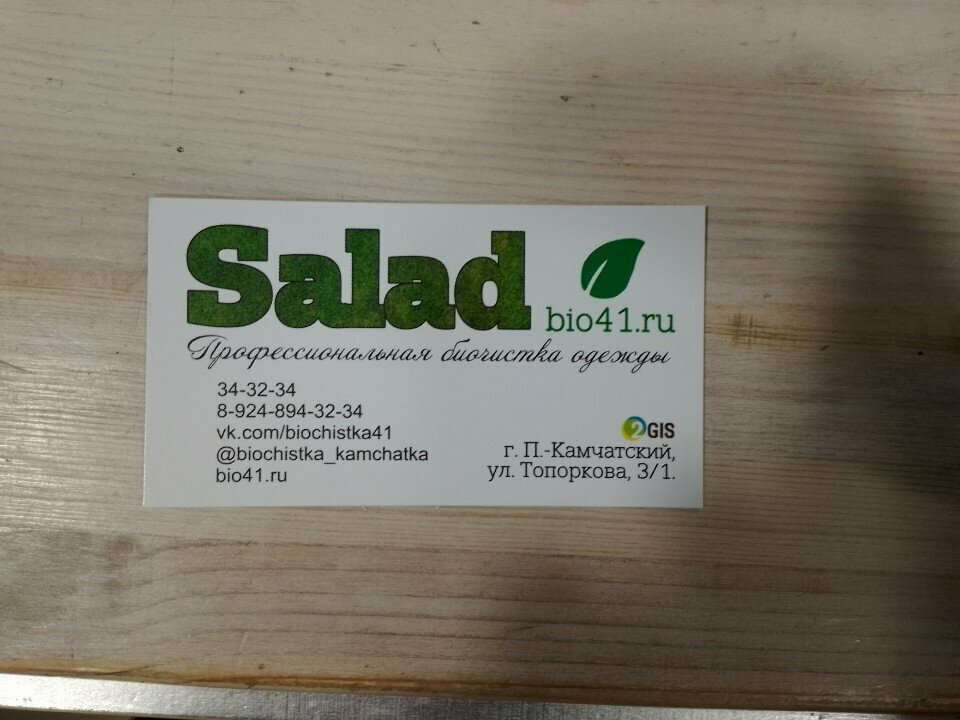 Salad
bio41.ru
Профессиональная биочистка одежды
34-32-34
8-924-894-32-34
vk.com/biochistka41
@biochistka_kamchatka
bio41.ru
2GIS
г. П.-Камчатский,
ул. Топоркова, 3/1.